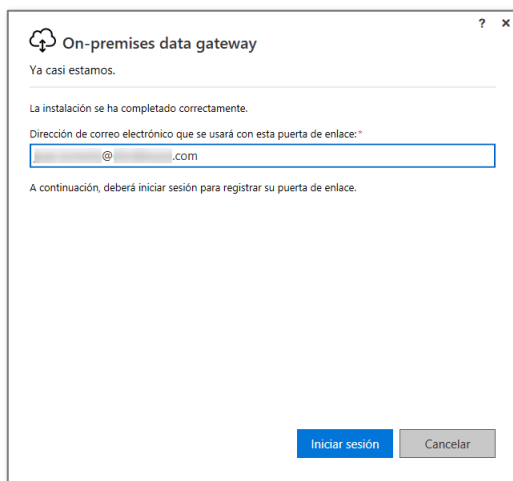 ? ×
On-premises data gateway
Ya casi estamos.
La instalación se ha completado correctamente.
Dirección de correo electrónico que se usará con esta puerta de enlace:*
@ .com
A continuación, deberá iniciar sesión para registrar su puerta de enlace.
Iniciar sesión Cancelar